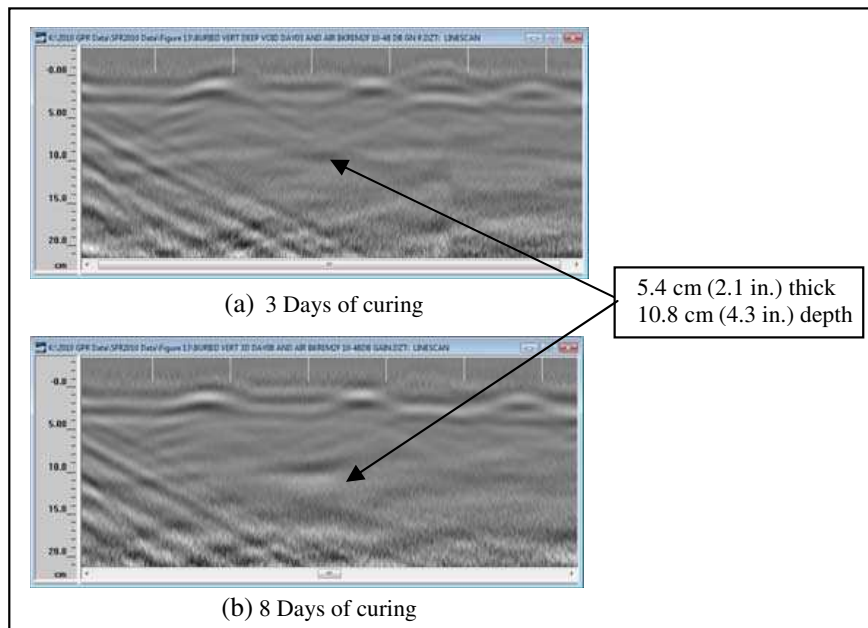 -0.00
5.00
10.0
15.0
20.0
cm
(a) 3 Days of curing
5.4 cm (2.1 in.) thick
10.8 cm (4.3 in.) depth
-0.0
5.00
10.0
15.0
20.0
cm
(b) 8 Days of curing